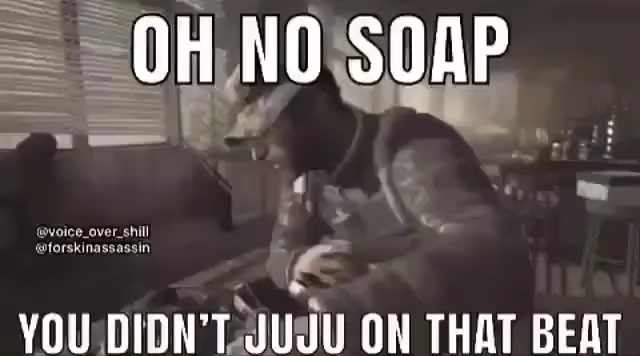 OH NO SOAP
@voice_over_shill
@forskinassassin
YOU DIDN'T JUJU ON THAT BEAT